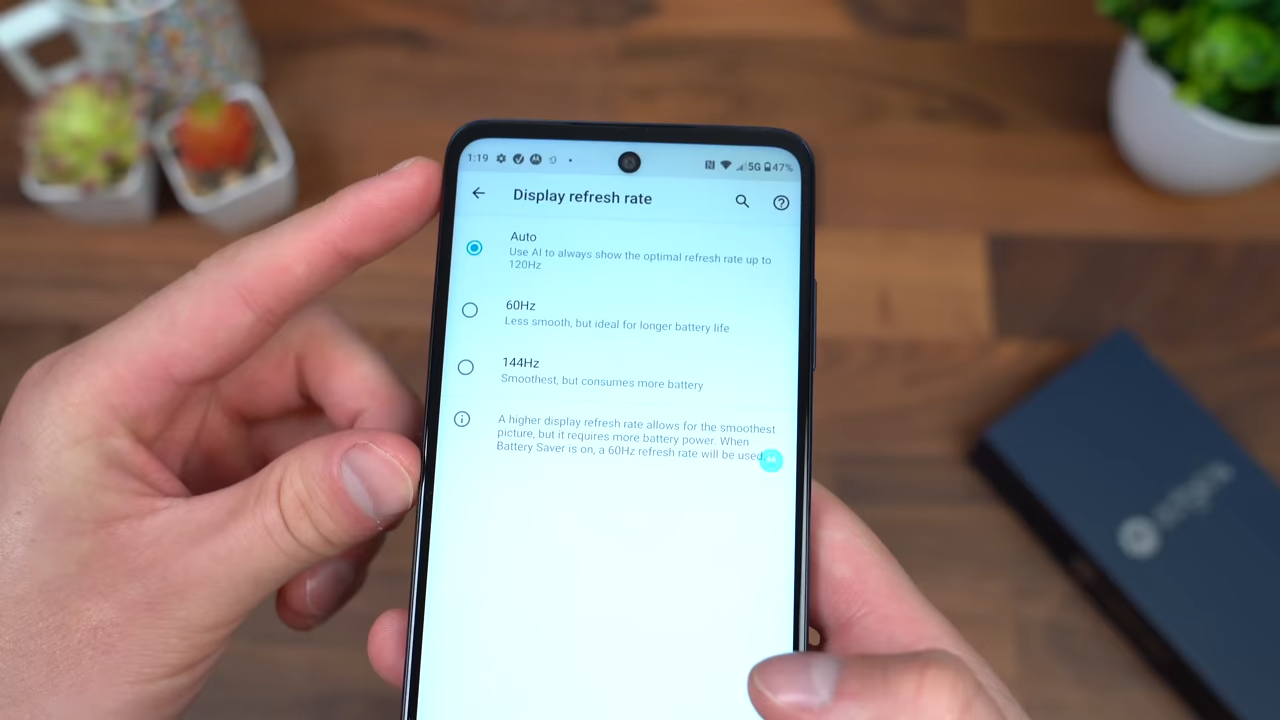 1:19 5G 47%
Display refresh rate
Auto
Use AI to always show the optimal refresh rate up to
120Hz
60Hz
Less smooth, but ideal for longer battery life
144Hz
Smoothest, but consumes more battery
A higher display refresh rate allows for the smoothest
picture, but it requires more battery power. When
Battery Saver is on, a 60Hz refresh rate will be used.